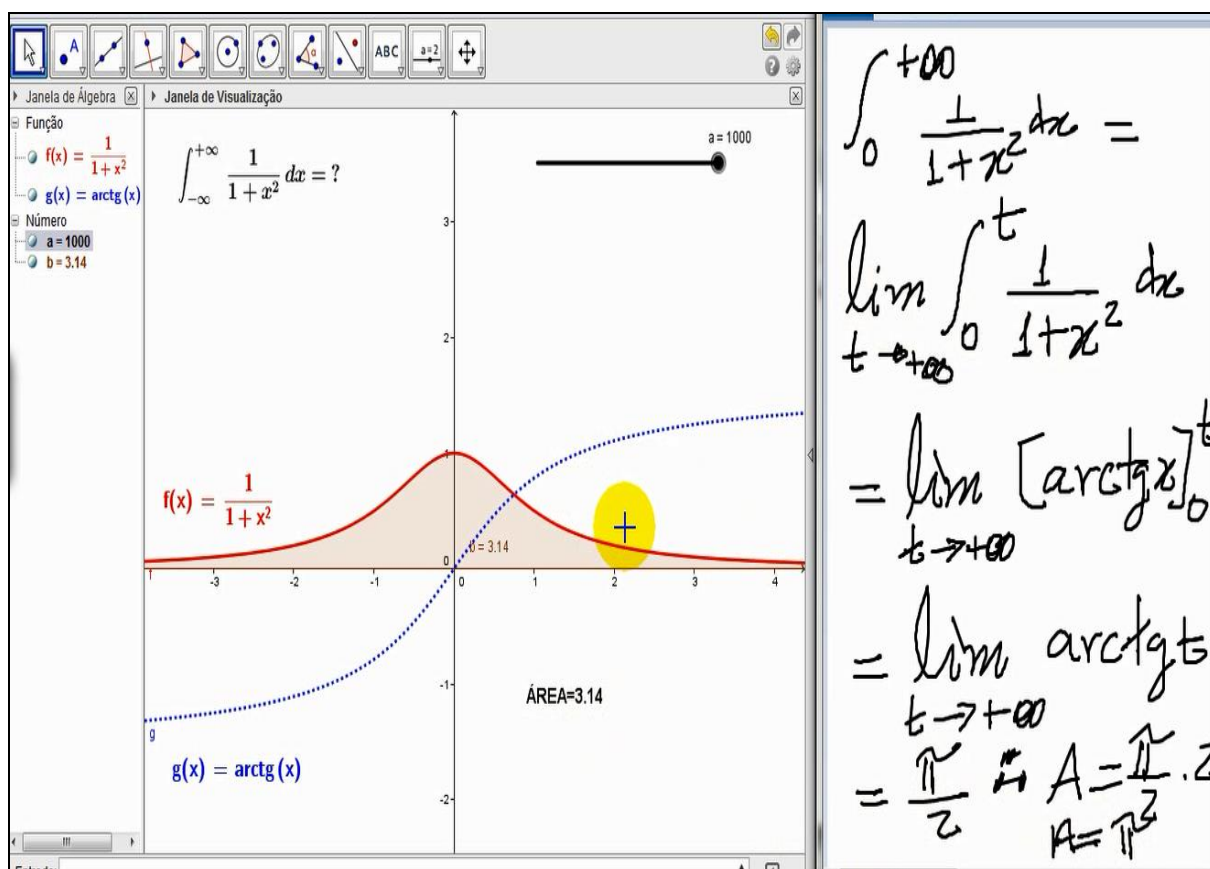 ABC
a=2
Janela de Álgebra
Função
f(x) = 1/(1 + x²)
g(x) = arctg (x)
Número
a = 1000
b = 3.14
Janela de Visualização
∫_{-∞}^{+∞} 1/(1 + x²) dx = ?
a = 1000
3
2
1
0
-1
-2
-3 -2 -1 0 1 2 3 4
f(x) = 1/(1 + x²)
b = 3.14
f
g
ÁREA=3.14
g(x) = arctg (x)
∫_0^{+∞} 1/(1+x²) dx =
lim_{t→+∞} ∫_0^t 1/(1+x²) dx
= lim_{t→+∞} [arctgx]_0^t
= lim_{t→+∞} arctgt
= π/2 ∴ A = π/2 . 2
A = π